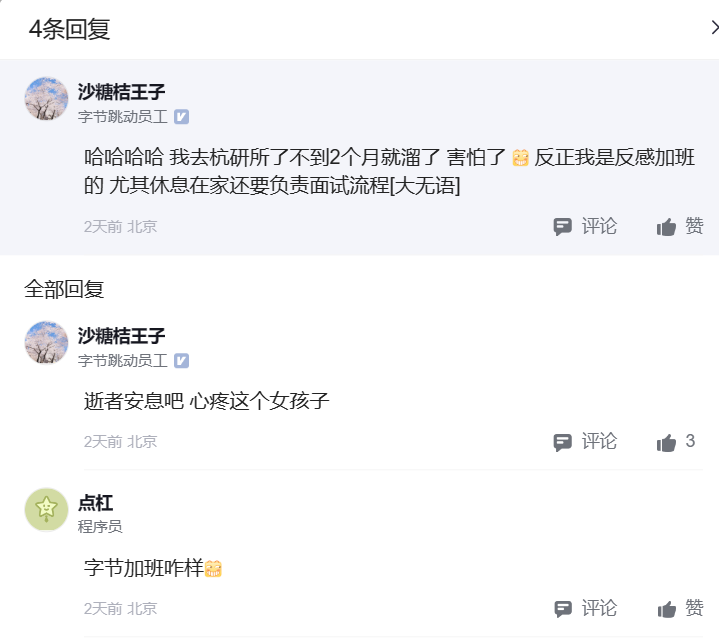 4条回复
沙糖桔王子
字节跳动员工
哈哈哈哈 我去杭研所了不到2个月就溜了 害怕了 反正我是反感加班
的 尤其休息在家还要负责面试流程[大无语]
2天前 北京
评论 赞
全部回复
沙糖桔王子
字节跳动员工
逝者安息吧 心疼这个女孩子
2天前 北京
评论 3
点杠
程序员
字节加班咋样
2天前 北京
评论 赞